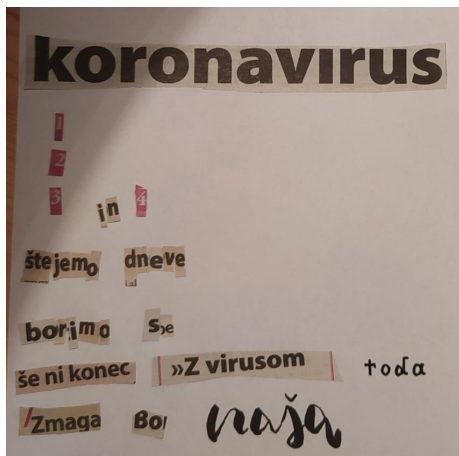 koronavirus
1
2
3 in 4
štejemo dneve
borimo se
še ni konec »Z virusom toda
Zmaga Bo naša